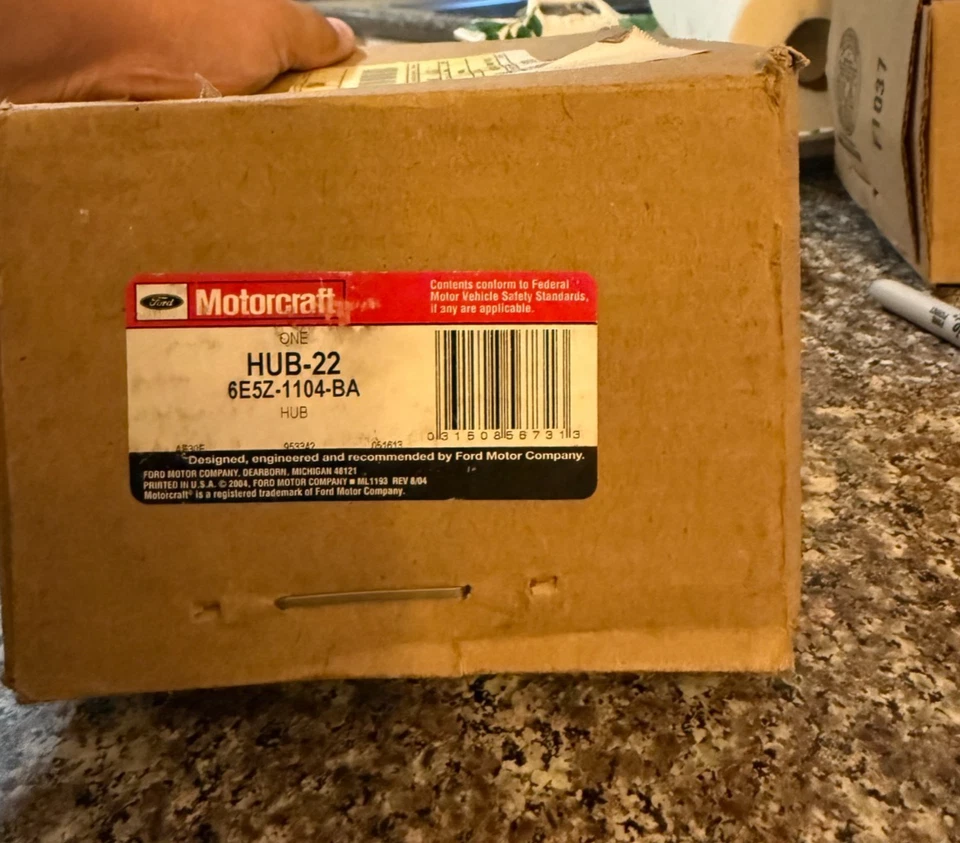 Ford Motorcraft
Contents conform to Federal
Motor Vehicle Safety Standards,
if any are applicable.
ONE
HUB-22
6E5Z-1104-BA
HUB
0 31508 56731 3
953342 051613
Designed, engineered and recommended by Ford Motor Company.
FORD MOTOR COMPANY, DEARBORN, MICHIGAN 48121
PRINTED IN U.S.A. © 2004, FORD MOTOR COMPANY ■ ML1193 REV 8/04
Motorcraft® is a registered trademark of Ford Motor Company.
F1037